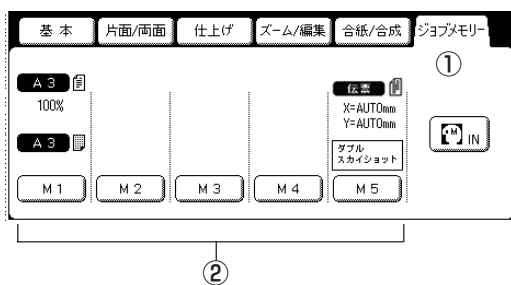 基本 片面/両面 仕上げ ズーム/編集 合紙/合成 ジョブメモリー
①
A3
100%
A3
伝票
X=AUTOmm
Y=AUTOmm
ダブル
スカイショット
M IN
M1 M2 M3 M4 M5
②